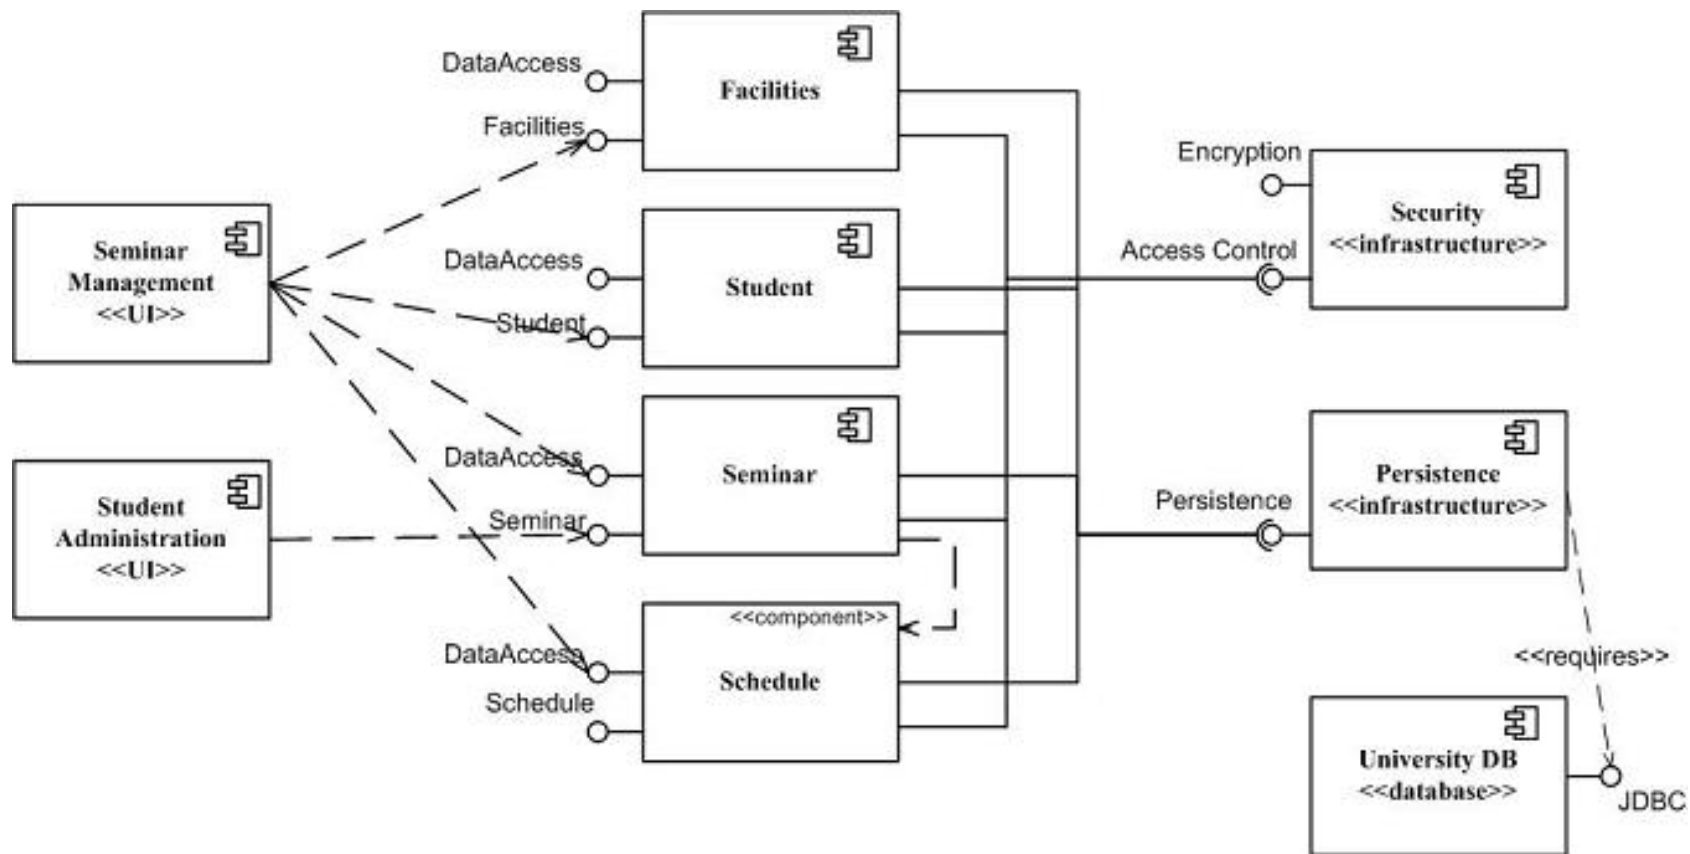 DataAccess
Facilities
Facilities
Encryption
Security
<<infrastructure>>
Access Control
Seminar
Management
<<UI>>
DataAccess
Student
Student
DataAccess
Seminar
Seminar
Persistence
<<infrastructure>>
Persistence
Student
Administration
<<UI>>
<<component>>
DataAccess
Schedule
Schedule
<<requires>>
University DB
<<database>>
JDBC